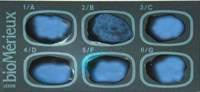 1/A 2/B 3/C
4/D 5/E 6/G
bioMérieux